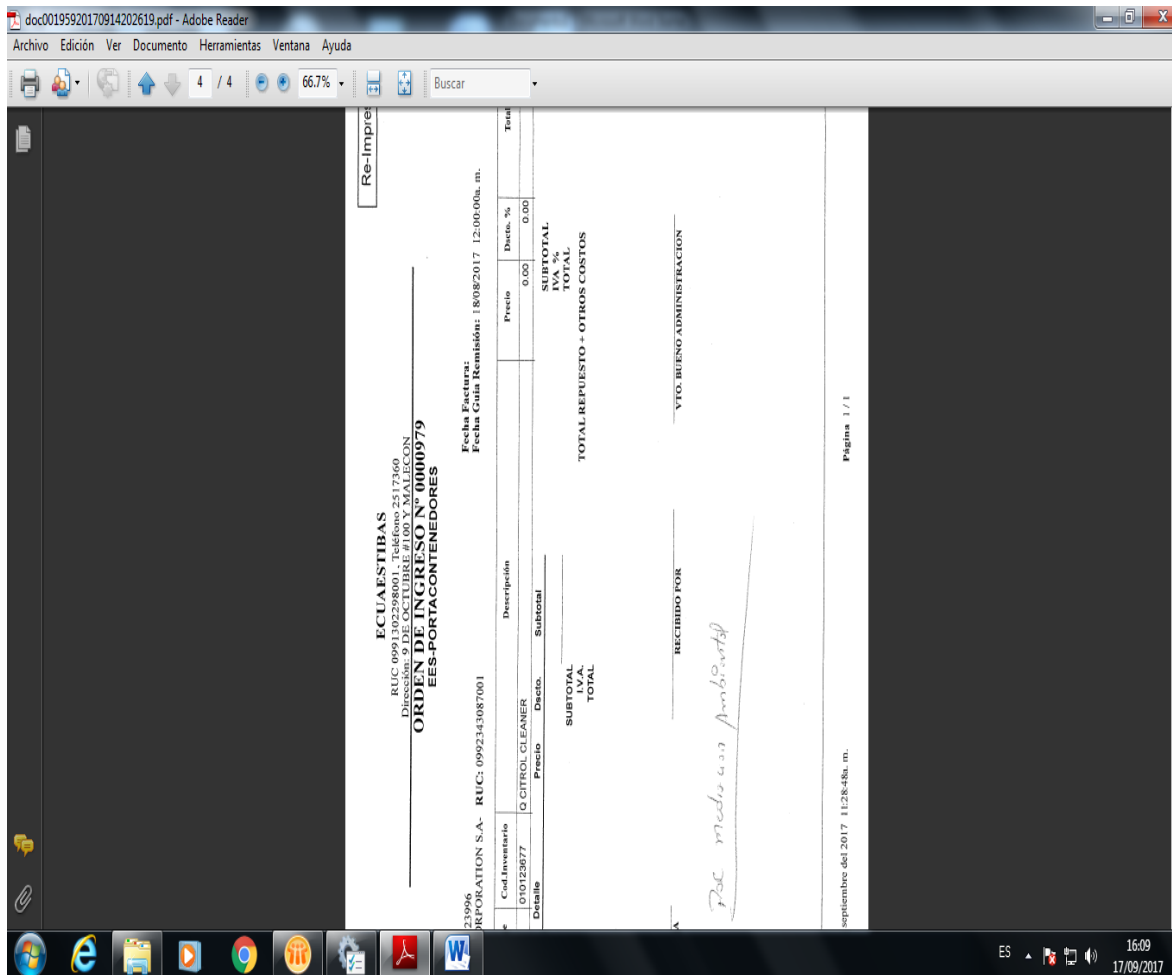 doc00195920170914202619.pdf - Adobe Reader
Archivo Edición Ver Documento Herramientas Ventana Ayuda
4 / 4 66.7% Buscar
Re-Impres
ECUAESTIBAS
RUC 0991302298001. Teléfono 2517360
Dirección: 9 DE OCTUBRE #100 Y MALECON
ORDEN DE INGRESO N° 0000979
EES-PORTACONTENEDORES
23996 Fecha Factura:
RPORATION S.A- RUC: 0992343087001 Fecha Guia Remisión: 18/08/2017 12:00:00a. m.
e Cod.Inventario Descripción Precio Dscto. % Total
010123677 Q CITROL CLEANER 0.00 0.00
Detalle Precio Dscto. Subtotal
SUBTOTAL
IVA %
TOTAL
SUBTOTAL
I.V.A.
TOTAL
TOTAL REPUESTO + OTROS COSTOS
A RECIBIDO POR VTO. BUENO ADMINISTRACION
septiembre del 2017 11:28:48a. m. Página 1 / 1
ES 16:09
17/09/2017